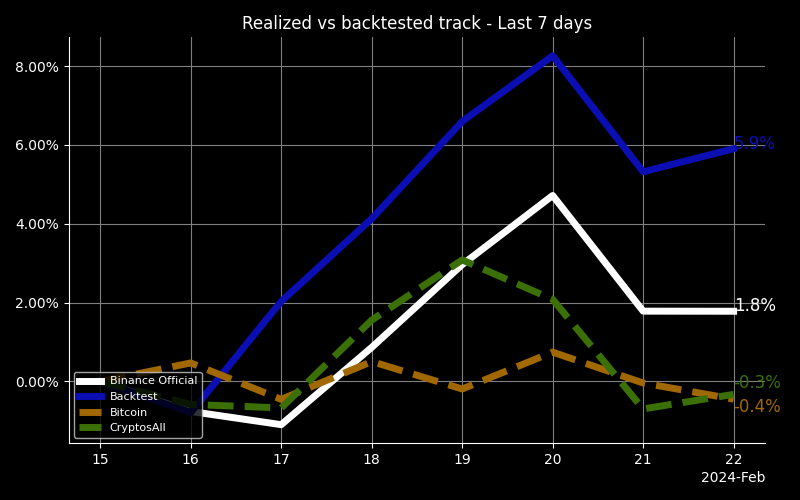 Realized vs backtested track - Last 7 days
8.00%
6.00%
4.00%
2.00%
0.00%
5.9%
1.8%
-0.3%
-0.4%
Binance Official
Backtest
Bitcoin
CryptosAll
15 16 17 18 19 20 21 22
2024-Feb